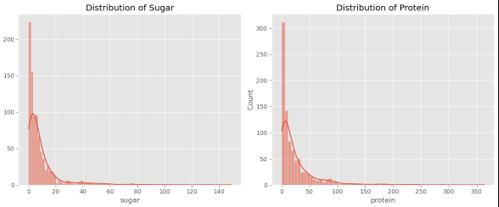 Distribution of Sugar
200
150
100
50
0
0 20 40 60 80 100 120 140
sugar
Distribution of Protein
Count
300
250
200
150
100
50
0
0 50 100 150 200 250 300 350
protein